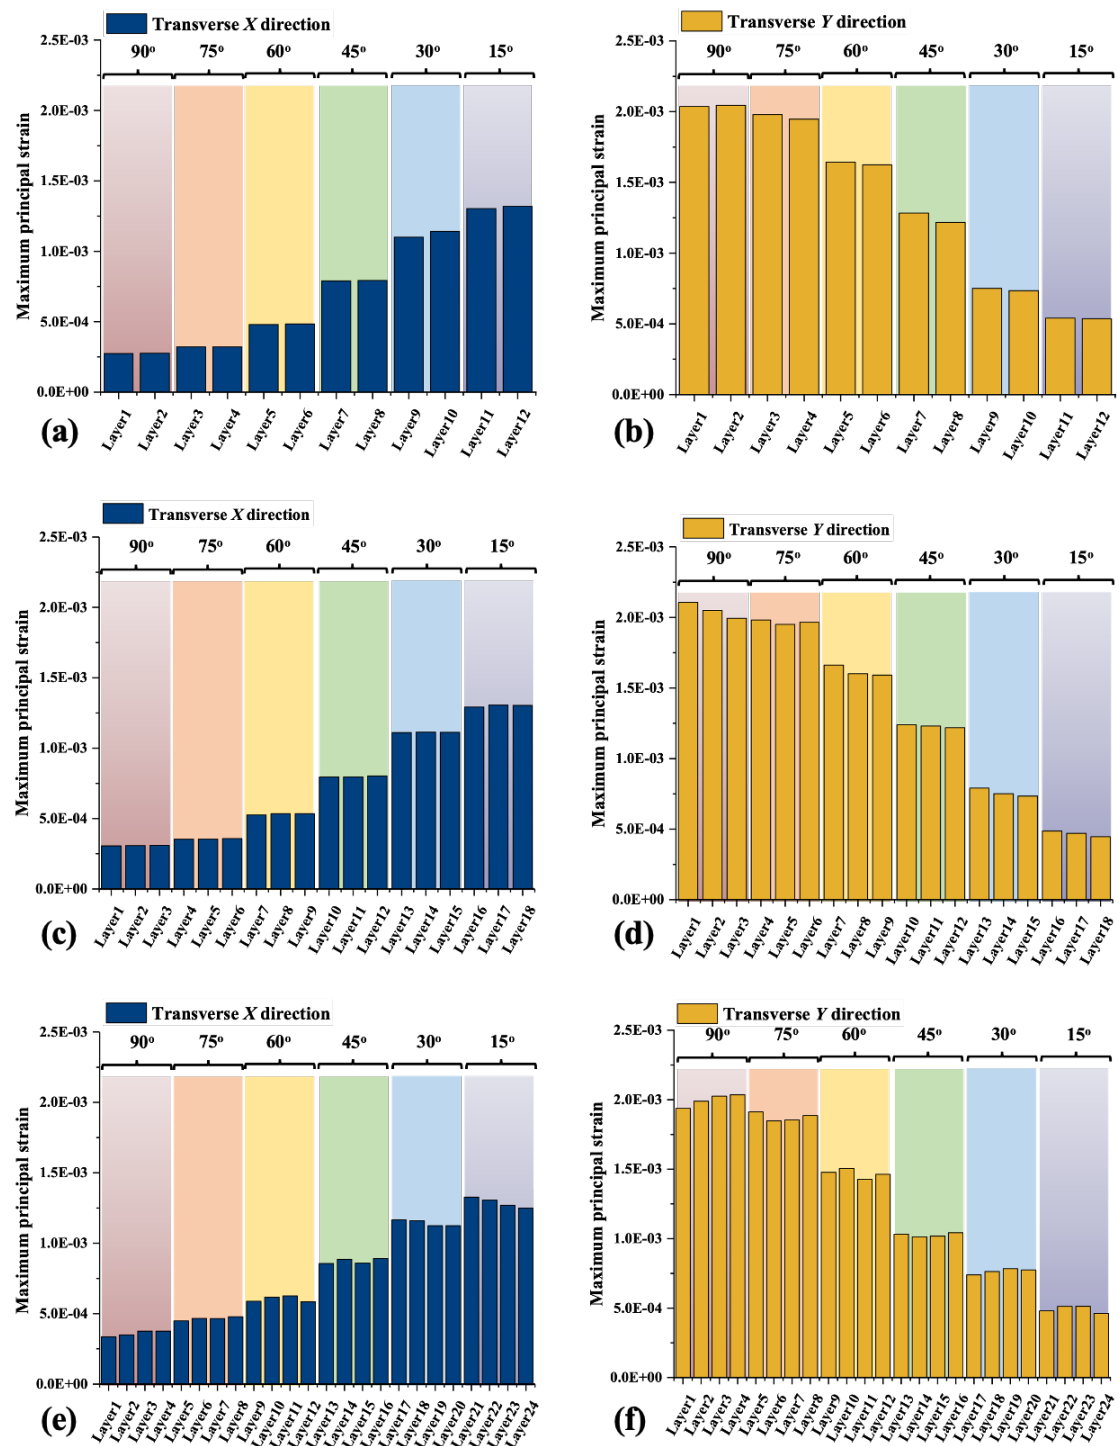 Transverse X direction
2.5E-03
90° 75° 60° 45° 30° 15°
2.0E-03
1.5E-03
1.0E-03
5.0E-04
0.0E+00
Maximum principal strain
Layer1 Layer2 Layer3 Layer4 Layer5 Layer6 Layer7 Layer8 Layer9 Layer10 Layer11 Layer12
(a)
Transverse Y direction
2.5E-03
90° 75° 60° 45° 30° 15°
2.0E-03
1.5E-03
1.0E-03
5.0E-04
0.0E+00
Maximum principal strain
Layer1 Layer2 Layer3 Layer4 Layer5 Layer6 Layer7 Layer8 Layer9 Layer10 Layer11 Layer12
(b)
Transverse X direction
2.5E-03
90° 75° 60° 45° 30° 15°
2.0E-03
1.5E-03
1.0E-03
5.0E-04
0.0E+00
Maximum principal strain
Layer1 Layer2 Layer3 Layer4 Layer5 Layer6 Layer7 Layer8 Layer9 Layer10 Layer11 Layer12 Layer13 Layer14 Layer15 Layer16 Layer17 Layer18
(c)
Transverse Y direction
2.5E-03
90° 75° 60° 45° 30° 15°
2.0E-03
1.5E-03
1.0E-03
5.0E-04
0.0E+00
Maximum principal strain
Layer1 Layer2 Layer3 Layer4 Layer5 Layer6 Layer7 Layer8 Layer9 Layer10 Layer11 Layer12 Layer13 Layer14 Layer15 Layer16 Layer17 Layer18
(d)
Transverse X direction
2.5E-03
90° 75° 60° 45° 30° 15°
2.0E-03
1.5E-03
1.0E-03
5.0E-04
0.0E+00
Maximum principal strain
Layer1 Layer2 Layer3 Layer4 Layer5 Layer6 Layer7 Layer8 Layer9 Layer10 Layer11 Layer12 Layer13 Layer14 Layer15 Layer16 Layer17 Layer18 Layer19 Layer20 Layer21 Layer22 Layer23 Layer24
(e)
Transverse Y direction
2.5E-03
90° 75° 60° 45° 30° 15°
2.0E-03
1.5E-03
1.0E-03
5.0E-04
0.0E+00
Maximum principal strain
Layer1 Layer2 Layer3 Layer4 Layer5 Layer6 Layer7 Layer8 Layer9 Layer10 Layer11 Layer12 Layer13 Layer14 Layer15 Layer16 Layer17 Layer18 Layer19 Layer20 Layer21 Layer22 Layer23 Layer24
(f)